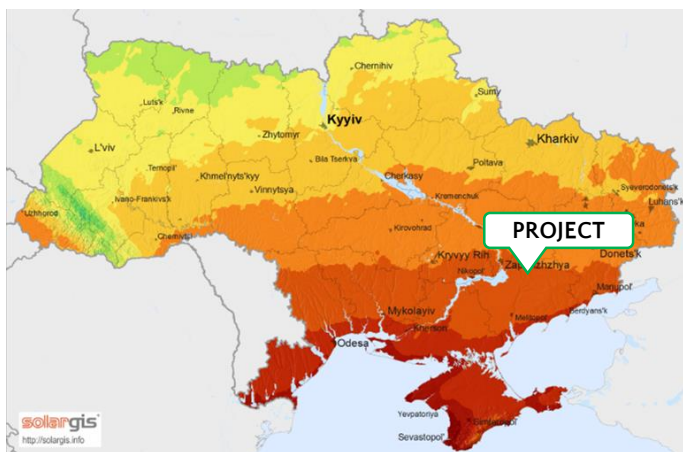 Chernihiv
Sumy
Luts'k
Rivne
Kyyiv
Zhytomyr
Kharkiv
L'viv
Bila Tserkva
Poltava
Ternopil'
Khmel'nyts'kyy
Cherkasy
Vinnytsya
Syeverodonets'k
Ivano-Frankivs'k
Kremenchuk
Luhans'k
Uzhhorod
PROJECT
Kirovohrad
Chernivtsi
Donets'k
Kryvyy Rih
Nikopol'
Mariupol'
Mykolayiv
Berdyans'k
Melitopol'
Kherson
Odesa
Yevpatoriya
Simferopol'
Sevastopol'
solargis
http://solargis.info